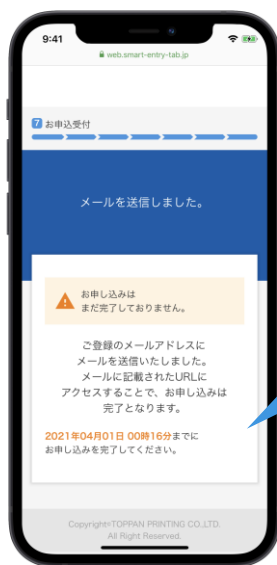 9:41
web.smart-entry-tab.jp
7 お申込受付
メールを送信しました。
お申し込みは
まだ完了しておりません。
ご登録のメールアドレスに
メールを送信いたしました。
メールに記載されたURLに
アクセスすることで、お申し込みは
完了となります。
2021年04月01日 00時16分までに
お申し込みを完了してください。
Copyright©TOPPAN PRINTING CO.,LTD.
All Right Reserved.